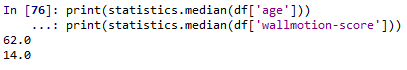 In [76]: print(statistics.median(df['age']))
    ...: print(statistics.median(df['wallmotion-score']))
62.0
14.0